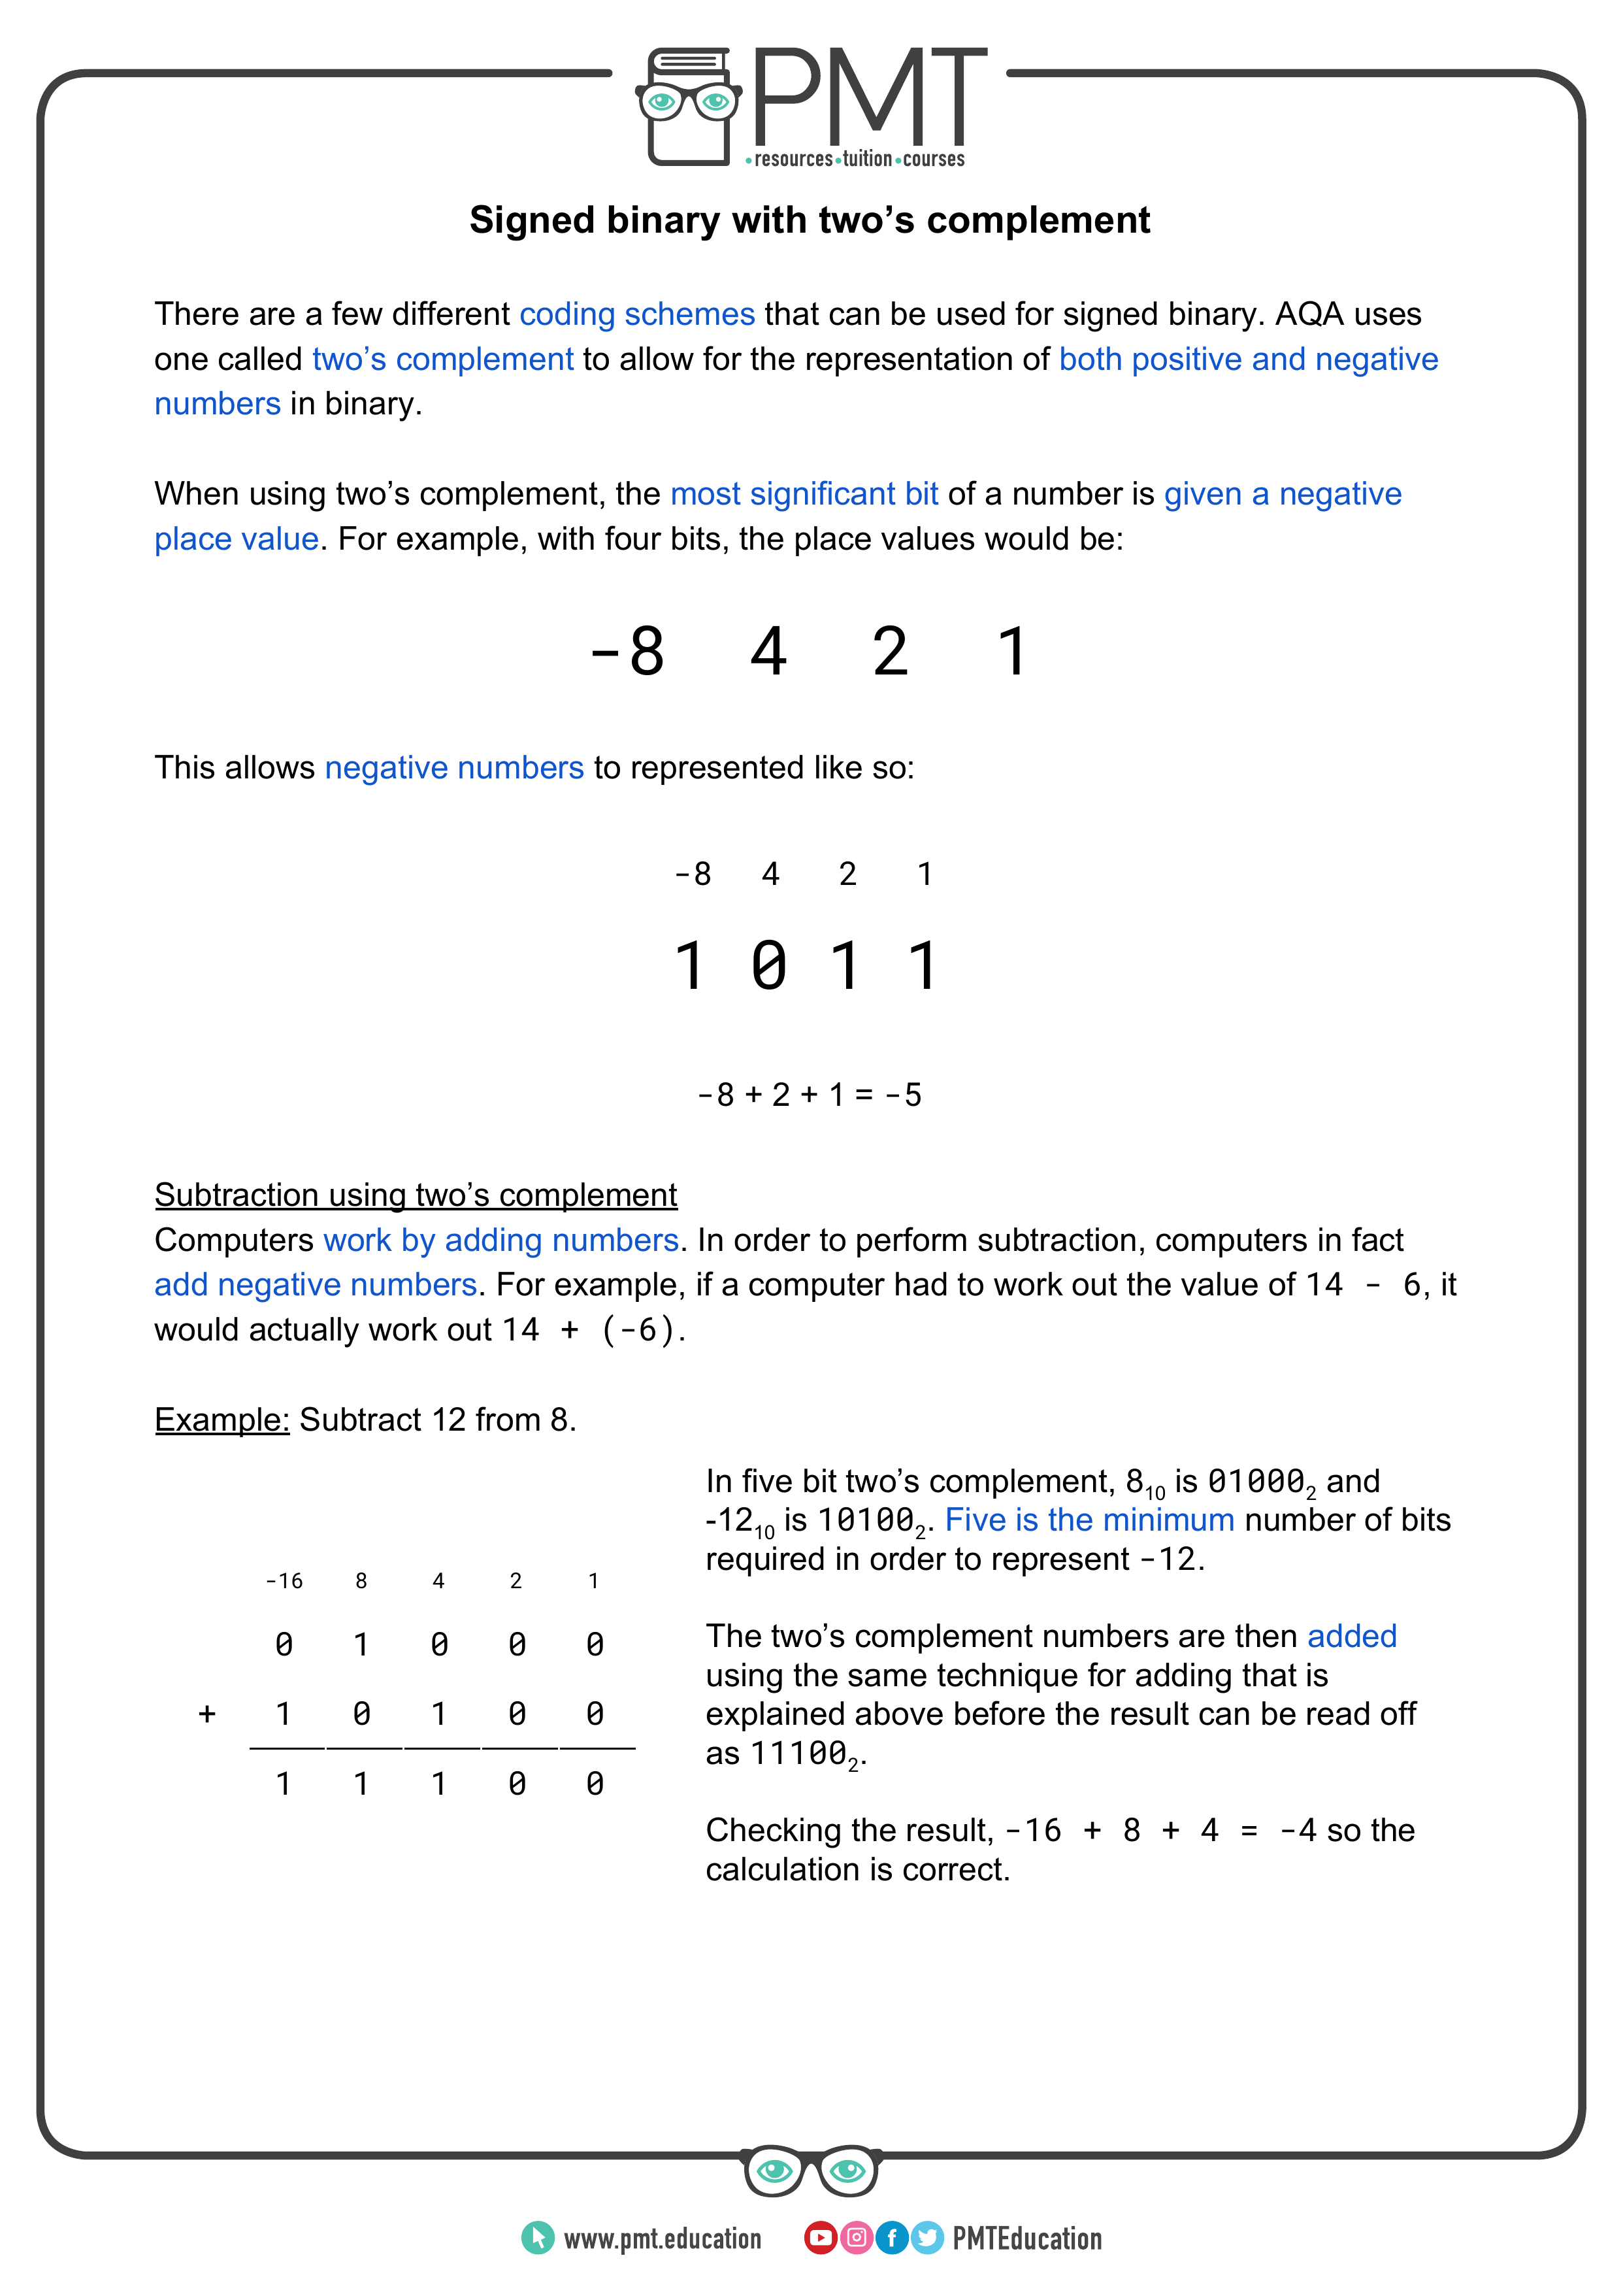 PMT
•resources•tuition•courses
Signed binary with two’s complement
There are a few different coding schemes that can be used for signed binary. AQA uses
one called two’s complement to allow for the representation of both positive and negative
numbers in binary.
When using two’s complement, the most significant bit of a number is given a negative
place value. For example, with four bits, the place values would be:
-8 4 2 1
This allows negative numbers to represented like so:
-8 4 2 1
1 0 1 1
-8 + 2 + 1 = -5
Subtraction using two’s complement
Computers work by adding numbers. In order to perform subtraction, computers in fact
add negative numbers. For example, if a computer had to work out the value of 14 - 6, it
would actually work out 14 + (-6).
Example: Subtract 12 from 8.
-16 8 4 2 1
0 1 0 0 0
+ 1 0 1 0 0
1 1 1 0 0
In five bit two’s complement, 8₁₀ is 01000₂ and
-12₁₀ is 10100₂. Five is the minimum number of bits
required in order to represent -12.
The two’s complement numbers are then added
using the same technique for adding that is
explained above before the result can be read off
as 11100₂.
Checking the result, -16 + 8 + 4 = -4 so the
calculation is correct.
www.pmt.education
PMTEducation